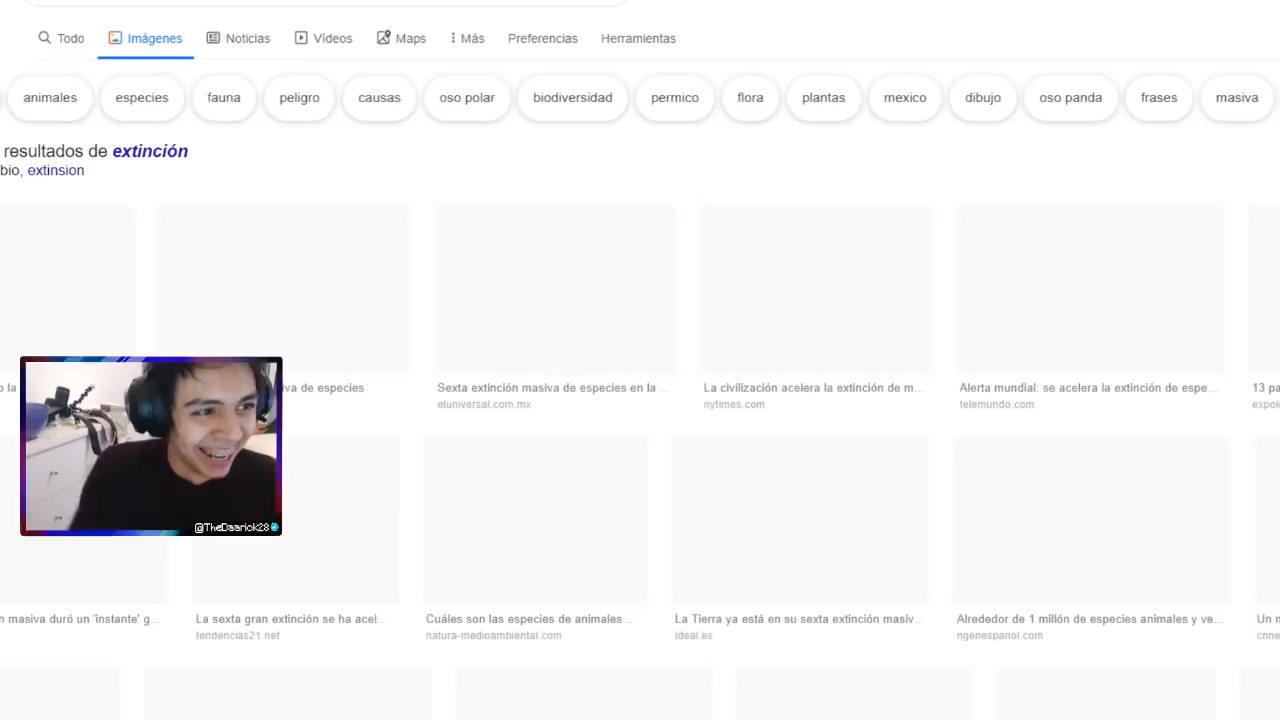 Todo Imágenes Noticias Vídeos Maps Más Preferencias Herramientas
animales especies fauna peligro causas oso polar biodiversidad permico flora plantas mexico dibujo oso panda frases masiva
resultados de extinción
bio, extinsion
la iva de especies Sexta extinción masiva de especies en la ... La civilización acelera la extinción de m... Alerta mundial: se acelera la extinción de espe... 13 pa
eluniversal.com.mx nytimes.com telemundo.com expok
@TheDaarick28
n masiva duró un 'instante' g... La sexta gran extinción se ha acel... Cuáles son las especies de animales ... La Tierra ya está en su sexta extinción masiv... Alrededor de 1 millón de especies animales y ve... Un m
tendencias21.net natura-medioambiental.com ideal.es ngenespanol.com cnne